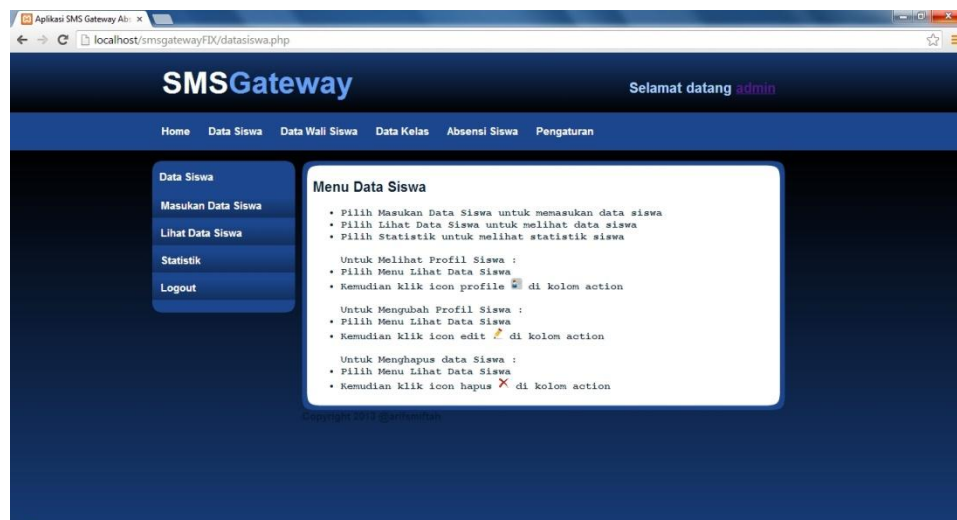 Aplikasi SMS Gateway Ab
localhost/smsgatewayFIX/datasiswa.php
SMSGateway
Selamat datang admin
Home Data Siswa Data Wali Siswa Data Kelas Absensi Siswa Pengaturan
Data Siswa
Masukan Data Siswa
Lihat Data Siswa
Statistik
Logout
Menu Data Siswa
• Pilih Masukan Data Siswa untuk memasukan data siswa
• Pilih Lihat Data Siswa untuk melihat data siswa
• Pilih Statistik untuk melihat statistik siswa
Untuk Melihat Profil Siswa :
• Pilih Menu Lihat Data Siswa
• Kemudian klik icon profile di kolom action
Untuk Mengubah Profil Siswa :
• Pilih Menu Lihat Data Siswa
• Kemudian klik icon edit di kolom action
Untuk Menghapus data Siswa :
• Pilih Menu Lihat Data Siswa
• Kemudian klik icon hapus di kolom action
Copyright 2013